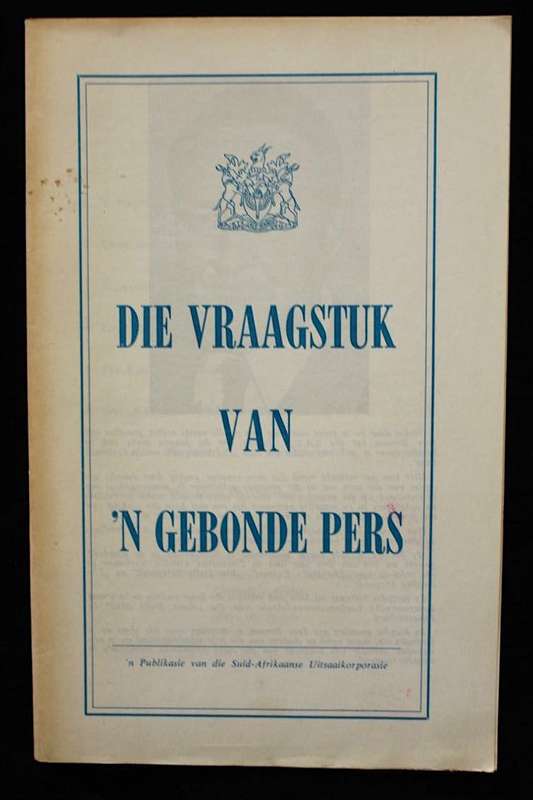 DIE VRAAGSTUK
VAN
'N GEBONDE PERS
'n Publikasie van die Suid-Afrikaanse Uitsaaikorporasie